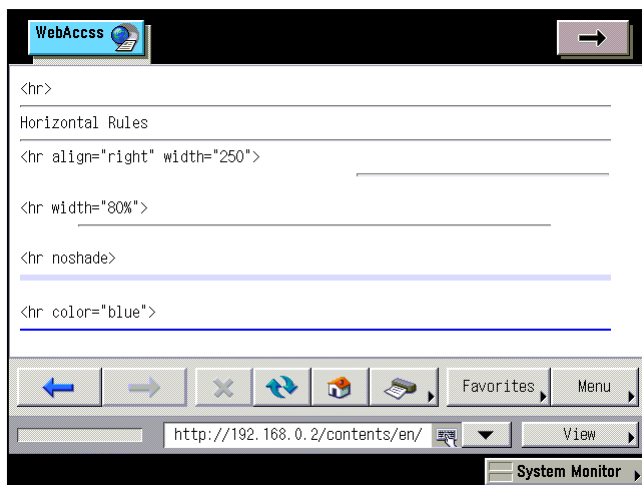 WebAccss
<hr>
Horizontal Rules
<hr align="right" width="250">
<hr width="80%">
<hr noshade>
<hr color="blue">
Favorites
Menu
http://192.168.0.2/contents/en/
View
System Monitor